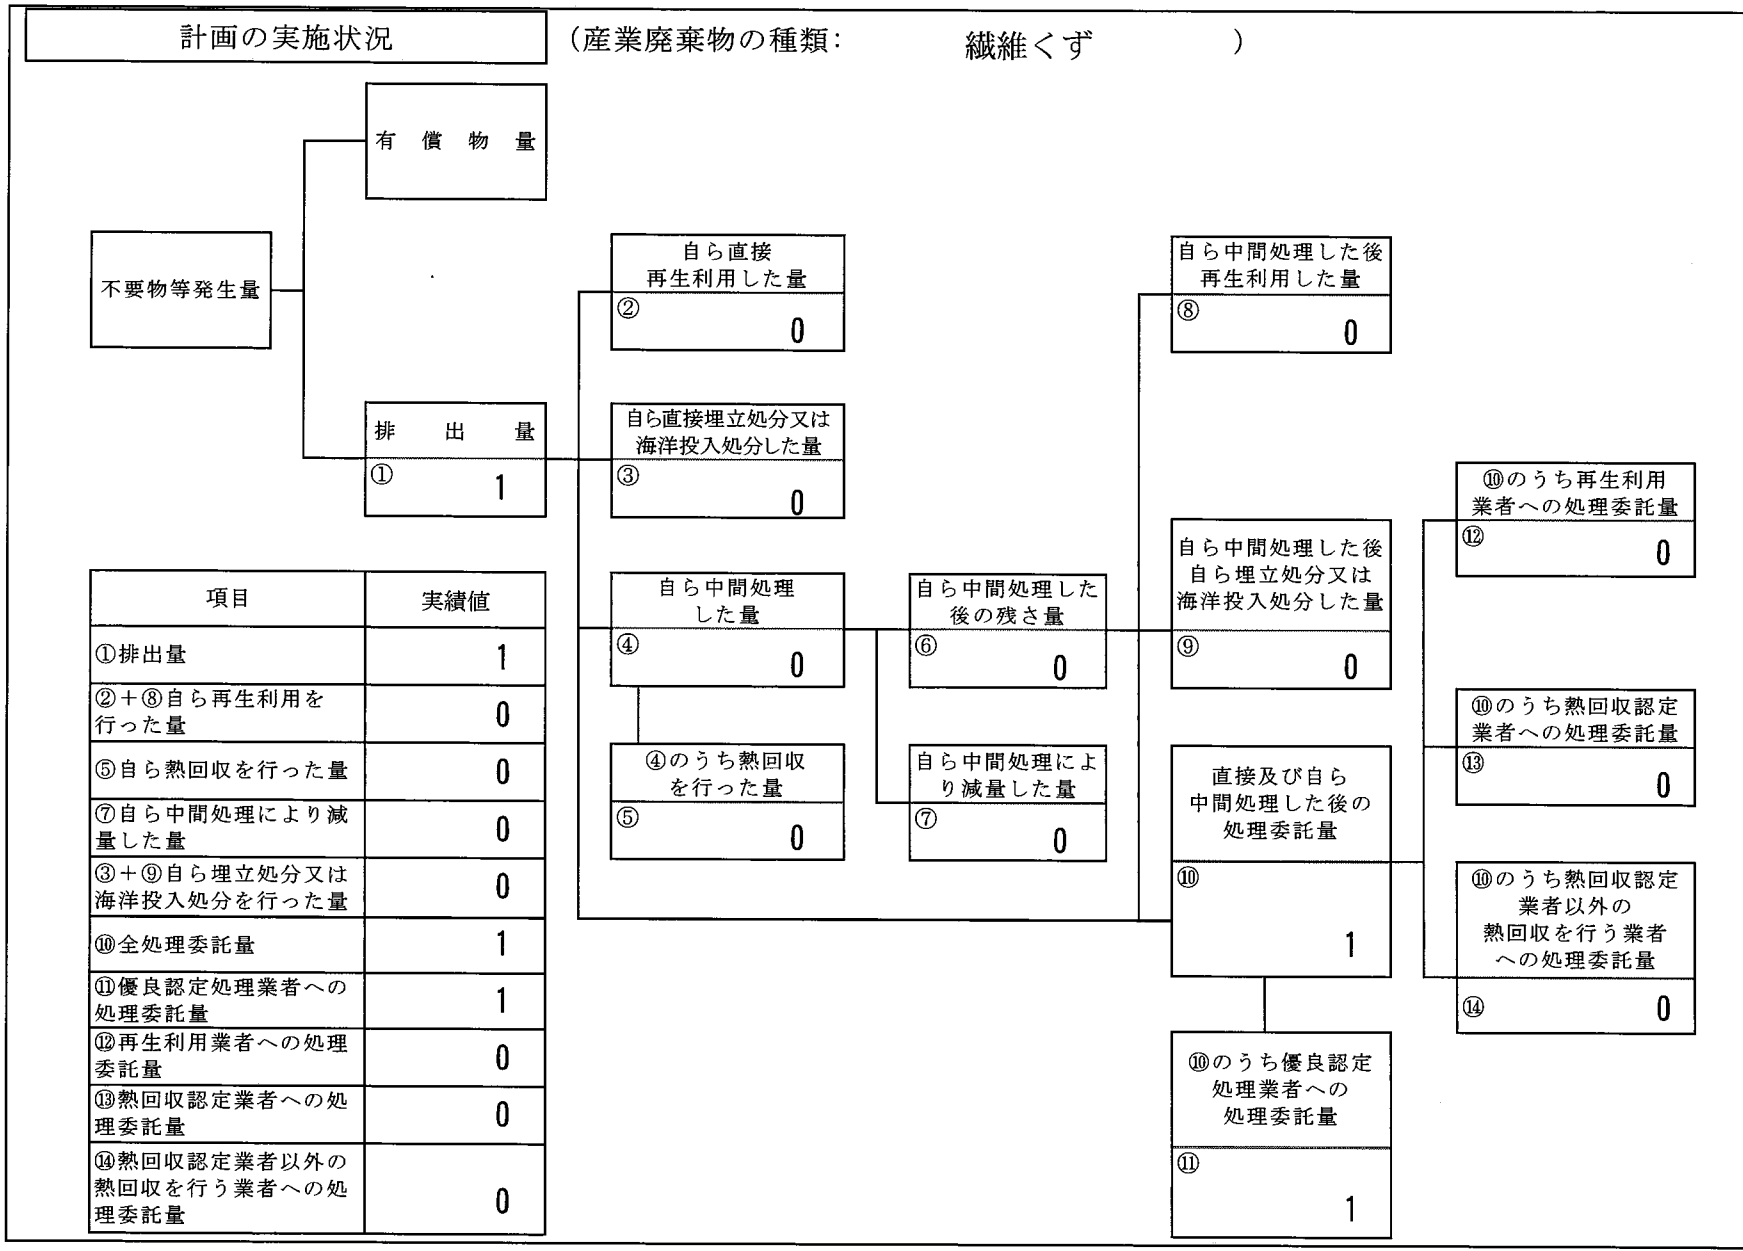 計画の実施状況
(産業廃棄物の種類: 繊維くず )
有償物量
不要物等発生量
排出量
① 1
自ら直接
再生利用した量
② 0
自ら直接埋立処分又は
海洋投入処分した量
③ 0
自ら中間処理
した量
④ 0
④のうち熱回収
を行った量
⑤ 0
自ら中間処理した
後の残さ量
⑥ 0
自ら中間処理によ
り減量した量
⑦ 0
自ら中間処理した後
再生利用した量
⑧ 0
自ら中間処理した後
自ら埋立処分又は
海洋投入処分した量
⑨ 0
直接及び自ら
中間処理した後の
処理委託量
⑩ 1
⑩のうち優良認定
処理業者への
処理委託量
⑪ 1
⑩のうち再生利用
業者への処理委託量
⑫ 0
⑩のうち熱回収認定
業者への処理委託量
⑬ 0
⑩のうち熱回収認定
業者以外の
熱回収を行う業者
への処理委託量
⑭ 0
項目 実績値
①排出量 1
②+⑧自ら再生利用を
行った量 0
⑤自ら熱回収を行った量 0
⑦自ら中間処理により減
量した量 0
③+⑨自ら埋立処分又は
海洋投入処分を行った量 0
⑩全処理委託量 1
⑪優良認定処理業者への
処理委託量 1
⑫再生利用業者への処理
委託量 0
⑬熱回収認定業者への処
理委託量 0
⑭熱回収認定業者以外の
熱回収を行う業者への処
理委託量 0